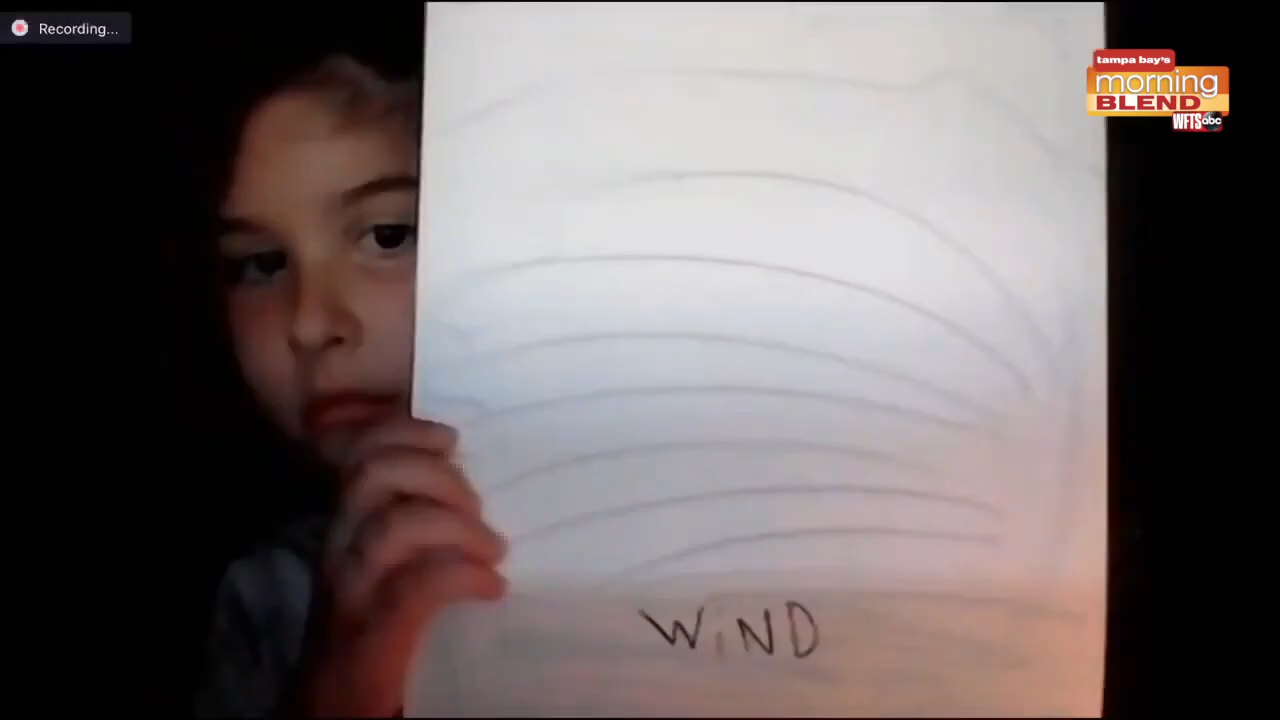 Recording...
tampa bay's
morning
BLEND
WFTS abc
WiND